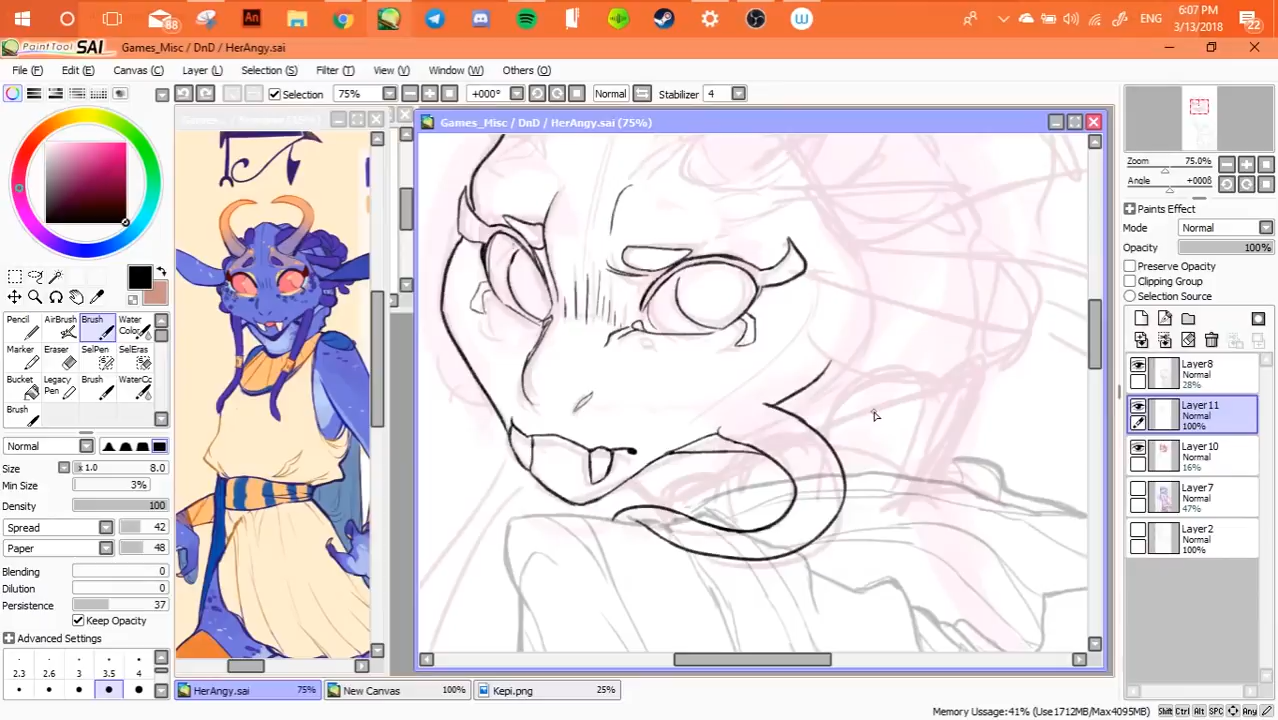 88
An
W
ENG
6:07 PM
3/13/2018
22
PaintTool SAI
Games_Misc / DnD / HerAngy.sai
File (F)
Edit (E)
Canvas (C)
Layer (L)
Selection (S)
Filter (T)
View (V)
Window (W)
Others (O)
Selection
75%
+000°
Normal
Stabilizer
4
Games_Misc / DnD / HerAngy.sai (75%)
Zoom
75.0%
Angle
+000β
Paints Effect
Mode
Normal
Opacity
100%
Preserve Opacity
Clipping Group
Selection Source
Pencil
AirBrush
Brush
Water Color
Marker
Eraser
SelPen
SelEras
Bucket
Legacy Pen
Brush
WaterCc
Brush
Normal
Size
x 1.0
8.0
Min Size
3%
Density
100
Spread
42
Paper
48
Blending
0
Dilution
0
Persistence
37
Keep Opacity
Advanced Settings
2.3
2.6
3
3.5
4
Layer8
Normal
28%
Layer11
Normal
100%
Layer10
Normal
16%
Layer7
Normal
47%
Layer2
Normal
100%
HerAngy.sai
75%
New Canvas
100%
Kepi.png
25%
Memory Ussage:41% (Use1712MB/Max4095MB)
Shift
Ctrl
Alt
SPC
Any